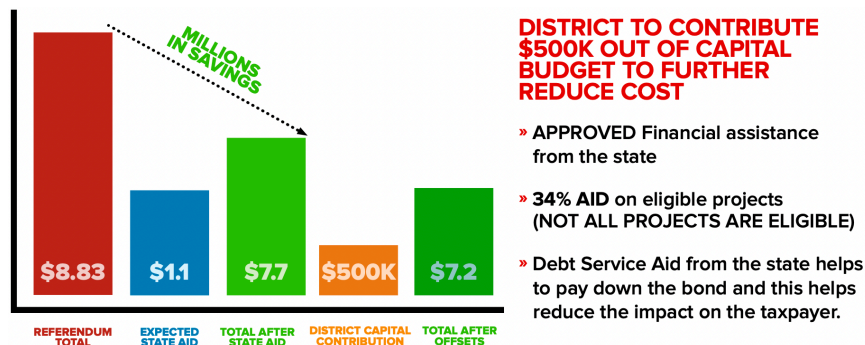 MILLIONS
IN SAVINGS
$8.83
$1.1
$7.7
$500K
$7.2
REFERENDUM
TOTAL
EXPECTED
STATE AID
TOTAL AFTER
STATE AID
DISTRICT CAPITAL
CONTRIBUTION
TOTAL AFTER
OFFSETS
DISTRICT TO CONTRIBUTE
$500K OUT OF CAPITAL
BUDGET TO FURTHER
REDUCE COST
» APPROVED Financial assistance
from the state
» 34% AID on eligible projects
(NOT ALL PROJECTS ARE ELIGIBLE)
» Debt Service Aid from the state helps
to pay down the bond and this helps
reduce the impact on the taxpayer.